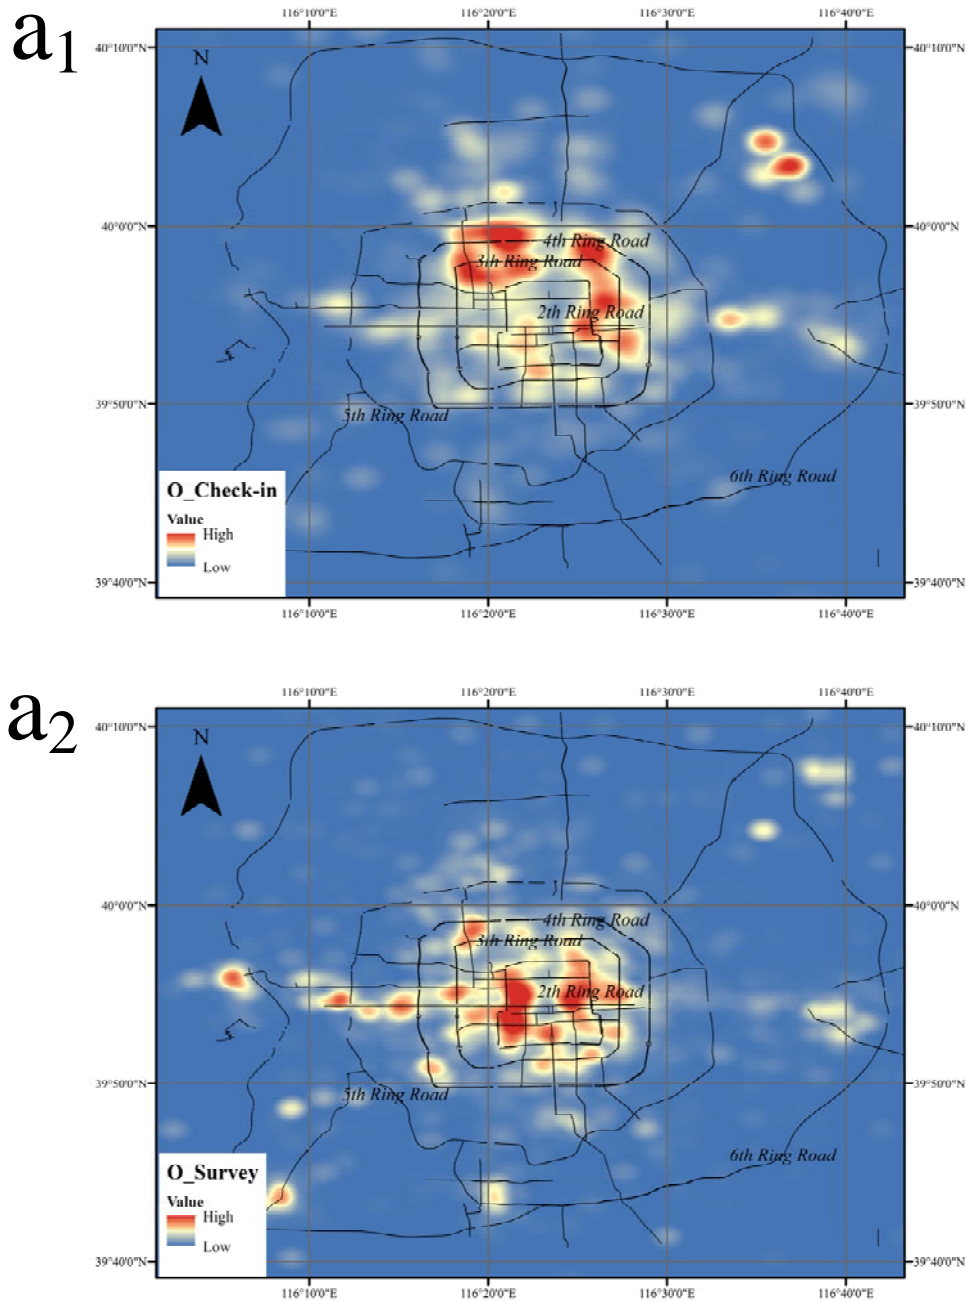 a1
116°10'0"E 116°20'0"E 116°30'0"E 116°40'0"E
40°10'0"N 40°10'0"N
N
40°0'0"N 40°0'0"N
4th Ring Road
3th Ring Road
2th Ring Road
39°50'0"N 39°50'0"N
5th Ring Road
6th Ring Road
O_Check-in
Value
High
Low
39°40'0"N 39°40'0"N
116°10'0"E 116°20'0"E 116°30'0"E 116°40'0"E
a2
116°10'0"E 116°20'0"E 116°30'0"E 116°40'0"E
40°10'0"N 40°10'0"N
N
40°0'0"N 40°0'0"N
4th Ring Road
3th Ring Road
2th Ring Road
39°50'0"N 39°50'0"N
5th Ring Road
6th Ring Road
O_Survey
Value
High
Low
39°40'0"N 39°40'0"N
116°10'0"E 116°20'0"E 116°30'0"E 116°40'0"E